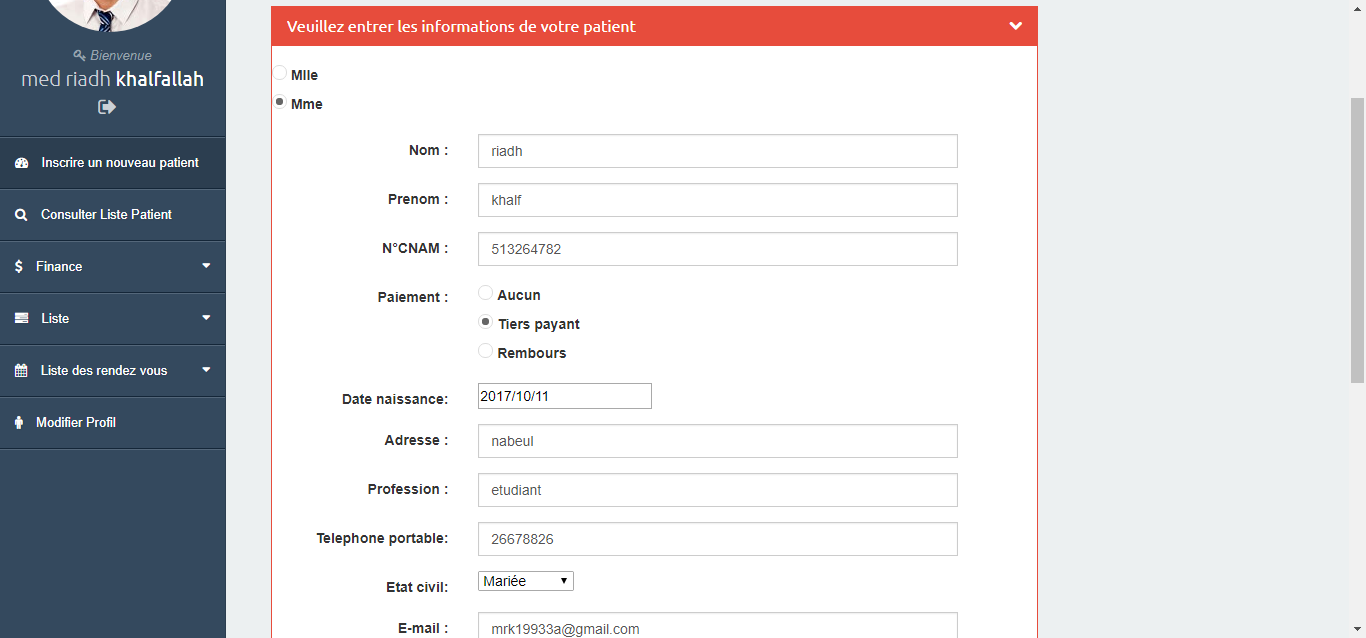 Bienvenue
med riadh khalfallah
Inscrire un nouveau patient
Consulter Liste Patient
Finance
Liste
Liste des rendez vous
Modifier Profil
Veuillez entrer les informations de votre patient
Mlle
Mme
Nom : riadh
Prenom : khalf
N°CNAM : 513264782
Paiement : Aucun
Tiers payant
Rembours
Date naissance: 2017/10/11
Adresse : nabeul
Profession : etudiant
Telephone portable: 26678826
Etat civil: Mariée
E-mail : mrk19933a@gmail.com